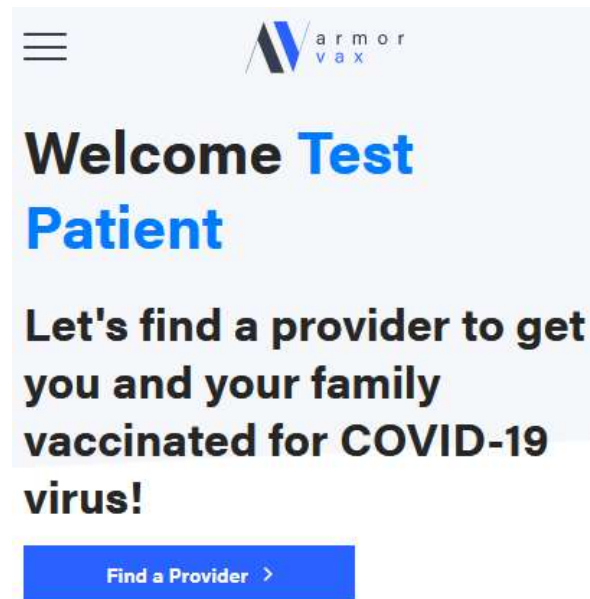 armor
vax
Welcome Test
Patient
Let's find a provider to get
you and your family
vaccinated for COVID-19
virus!
Find a Provider >